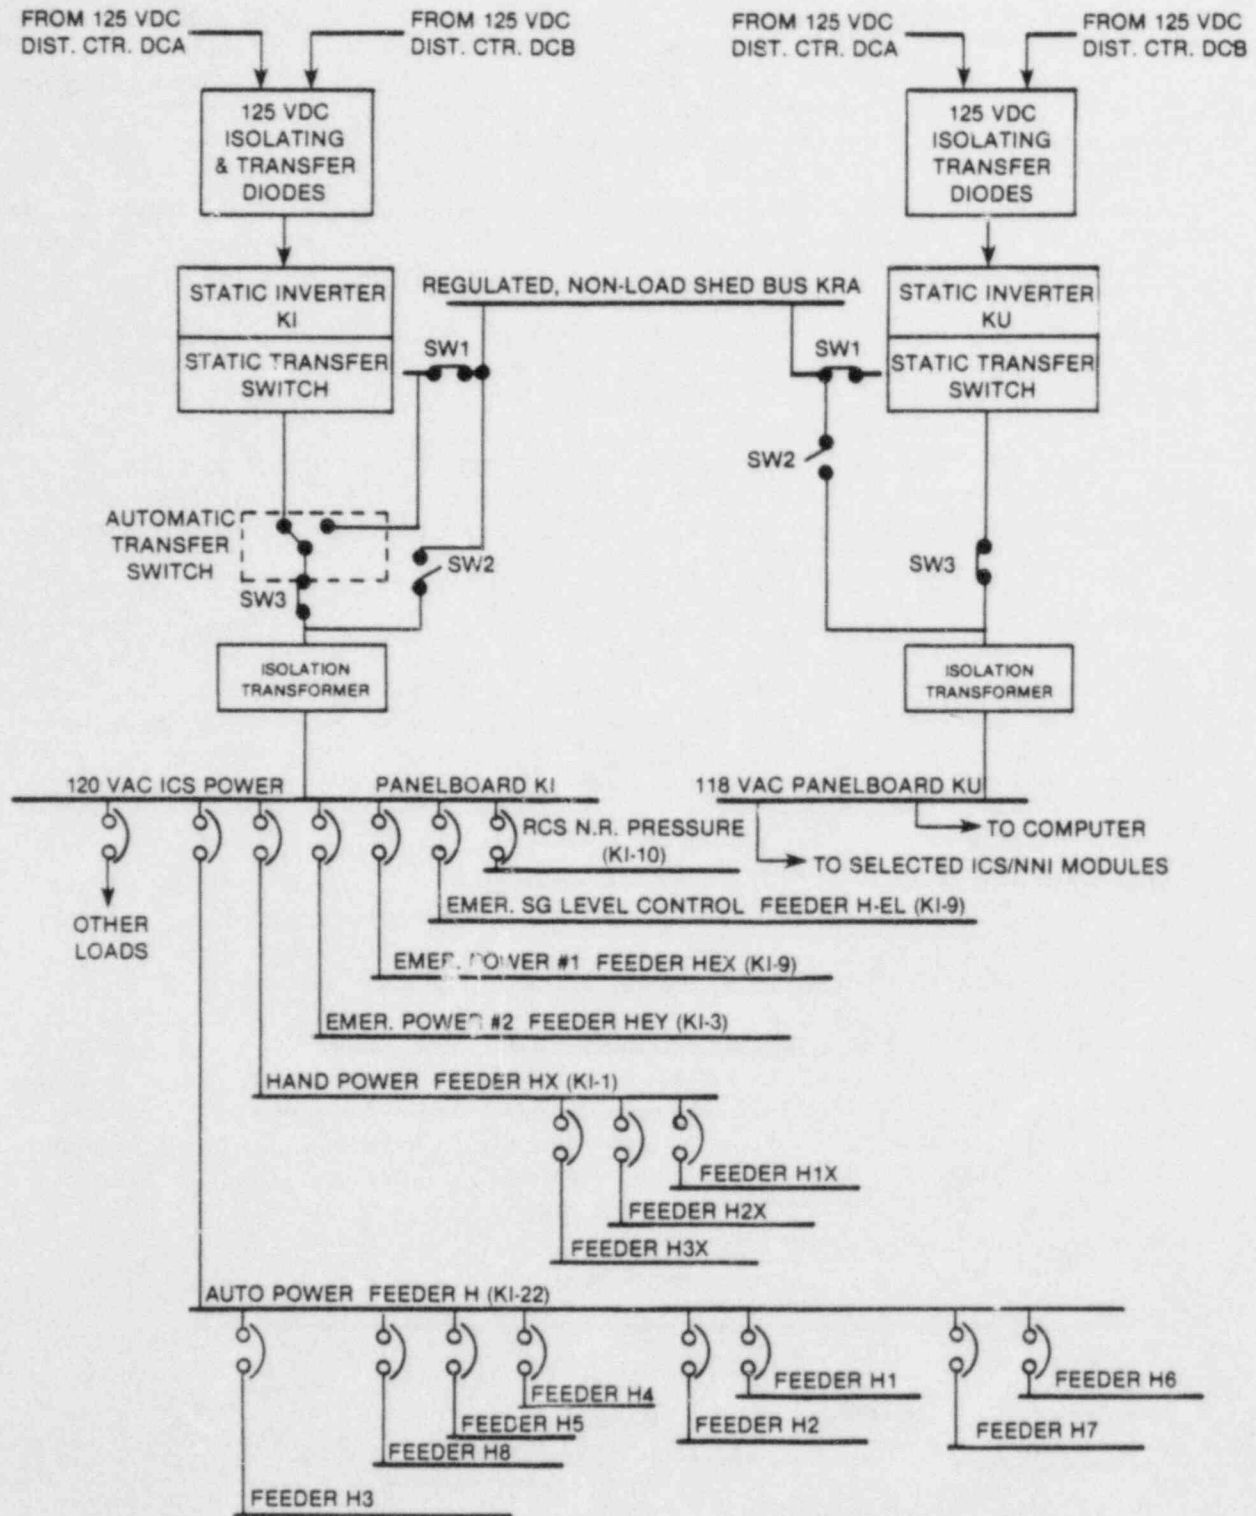 FROM 125 VDC
DIST. CTR. DCA
FROM 125 VDC
DIST. CTR. DCB
FROM 125 VDC
DIST. CTR. DCA
FROM 125 VDC
DIST. CTR. DCB
125 VDC
ISOLATING
& TRANSFER
DIODES
125 VDC
ISOLATING
TRANSFER
DIODES
STATIC INVERTER
KI
STATIC TRANSFER
SWITCH
REGULATED, NON-LOAD SHED BUS KRA
STATIC INVERTER
KU
STATIC TRANSFER
SWITCH
SW1
SW1
SW2
AUTOMATIC
TRANSFER
SWITCH
SW2
SW3
SW3
ISOLATION
TRANSFORMER
ISOLATION
TRANSFORMER
120 VAC ICS POWER
PANELBOARD KI
118 VAC PANELBOARD KU
RCS N.R. PRESSURE
(KI-10)
TO COMPUTER
TO SELECTED ICS/NNI MODULES
OTHER
LOADS
EMER. SG LEVEL CONTROL FEEDER H-EL (KI-9)
EMER. POWER #1 FEEDER HEX (KI-9)
EMER. POWER #2 FEEDER HEY (KI-3)
HAND POWER FEEDER HX (KI-1)
FEEDER H1X
FEEDER H2X
FEEDER H3X
AUTO POWER FEEDER H (KI-22)
FEEDER H4
FEEDER H1
FEEDER H6
FEEDER H5
FEEDER H2
FEEDER H7
FEEDER H8
FEEDER H3